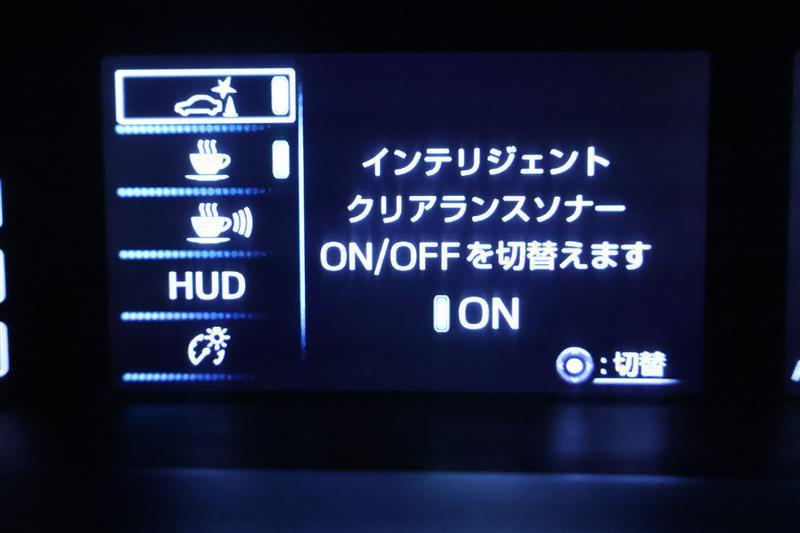 HUD
インテリジェント
クリアランスソナー
ON/OFFを切替えます
ON
:切替